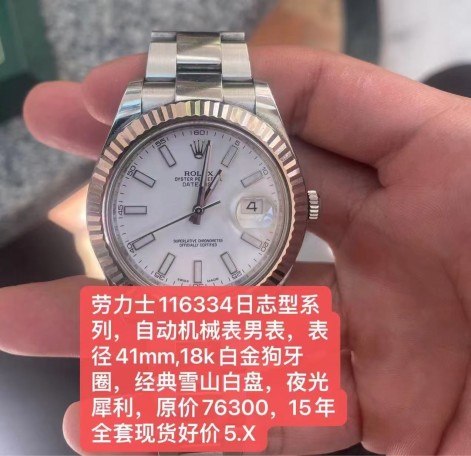 60
55
50
ROLEX
OYSTER PERPETUAL
4
SUPERLATIVE CHRONOMETER
OFFICIALLY CERTIFIED
劳力士116334日志型系
列，自动机械表男表，表
径41mm,18k白金狗牙
圈，经典雪山白盘，夜光
犀利，原价76300，15年
全套现货好价5.X